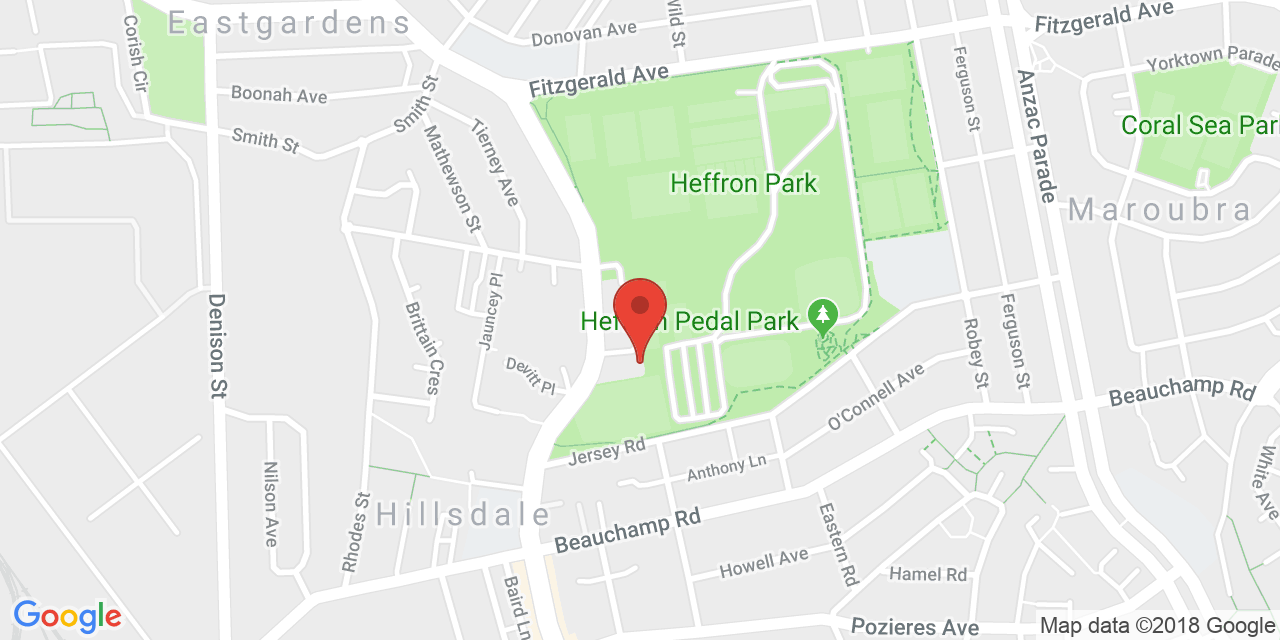 Eastgardens
Corish Cir
Donovan Ave
Wild St
Fitzgerald Ave
Fitzgerald Ave
Yorktown Parade
Boonah Ave
Smith St
Smith St
Ferguson St
Anzac Parade
Coral Sea Par
Tierney Ave
Mathewson St
Heffron Park
Maroubra
Denison St
Jauncey Pl
Brittain Cres
Heffron Pedal Park
Robey St
Ferguson St
Devitt Pl
O'Connell Ave
Beauchamp Rd
Jersey Rd
Anthony Ln
White Ave
Nilson Ave
Rhodes St
Hillsdale
Beauchamp Rd
Eastern Rd
Howell Ave
Hamel Rd
Baird Ln
Pozieres Ave
Google
Map data ©2018 Google